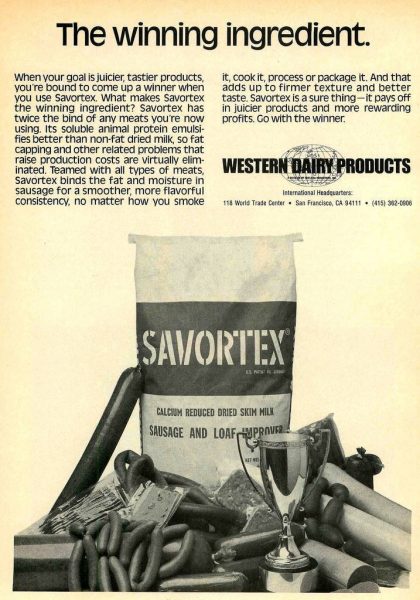 The winning ingredient.
When your goal is juicier, tastier products,
you're bound to come up a winner when
you use Savortex. What makes Savortex
the winning ingredient? Savortex has
twice the bind of any meats you're now
using. Its soluble animal protein emulsi-
fies better than non-fat dried milk, so fat
capping and other related problems that
raise production costs are virtually elim-
inated. Teamed with all types of meats,
Savortex binds the fat and moisture in
sausage for a smoother, more flavorful
consistency, no matter how you smoke
it, cook it, process or package it. And that
adds up to firmer texture and better
taste. Savortex is a sure thing—it pays off
in juicier products and more rewarding
profits. Go with the winner.
WESTERN DAIRY PRODUCTS
International Headquarters:
118 World Trade Center • San Francisco, CA 94111 • (415) 362-0906
SAVORTEX®
CALCIUM REDUCED DRIED SKIM MILK
SAUSAGE AND LOAF IMPROVER